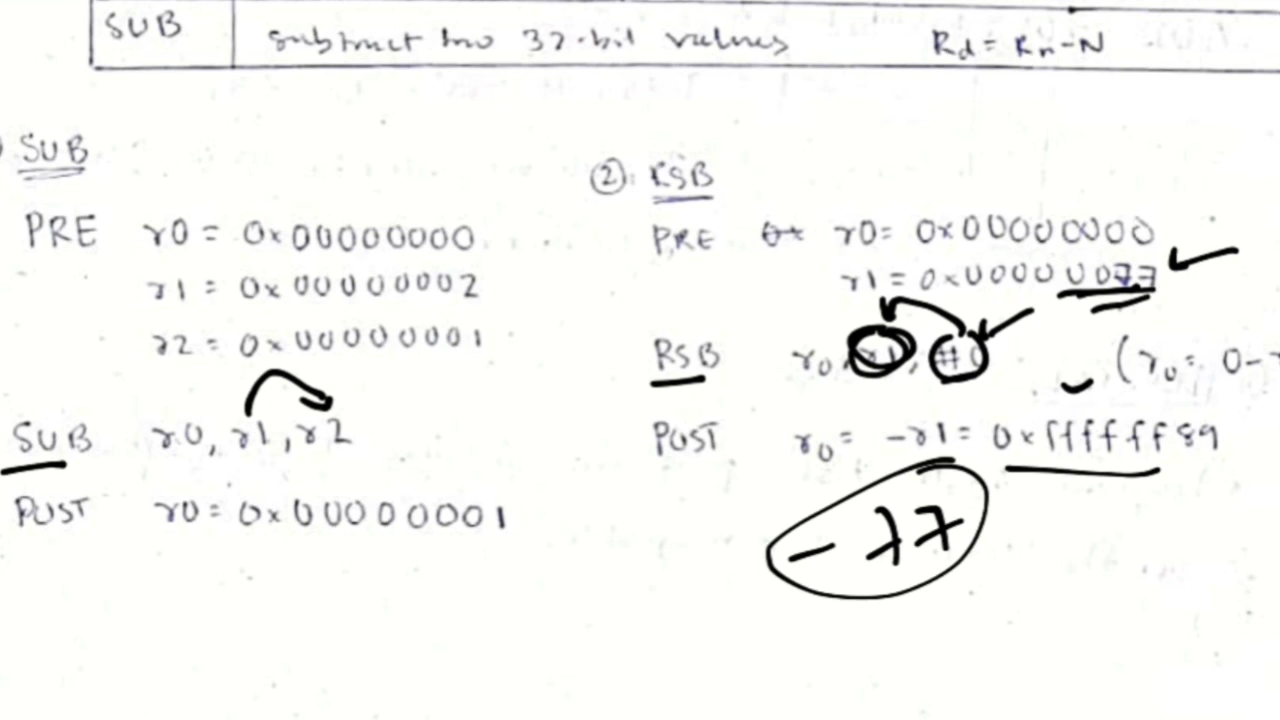 SUB subtract two 32-bit values Rd = Rn-N
SUB
PRE r0 = 0x00000000
r1 = 0x00000002
r2 = 0x00000001
SUB r0, r1, r2
POST r0 = 0x00000001
② RSB
PRE r0 = 0x00000000
r1 = 0x00000077
RSB r0, r1, #0 (r0 = 0-r
POST r0 = -r1 = 0xffffff89
- 77